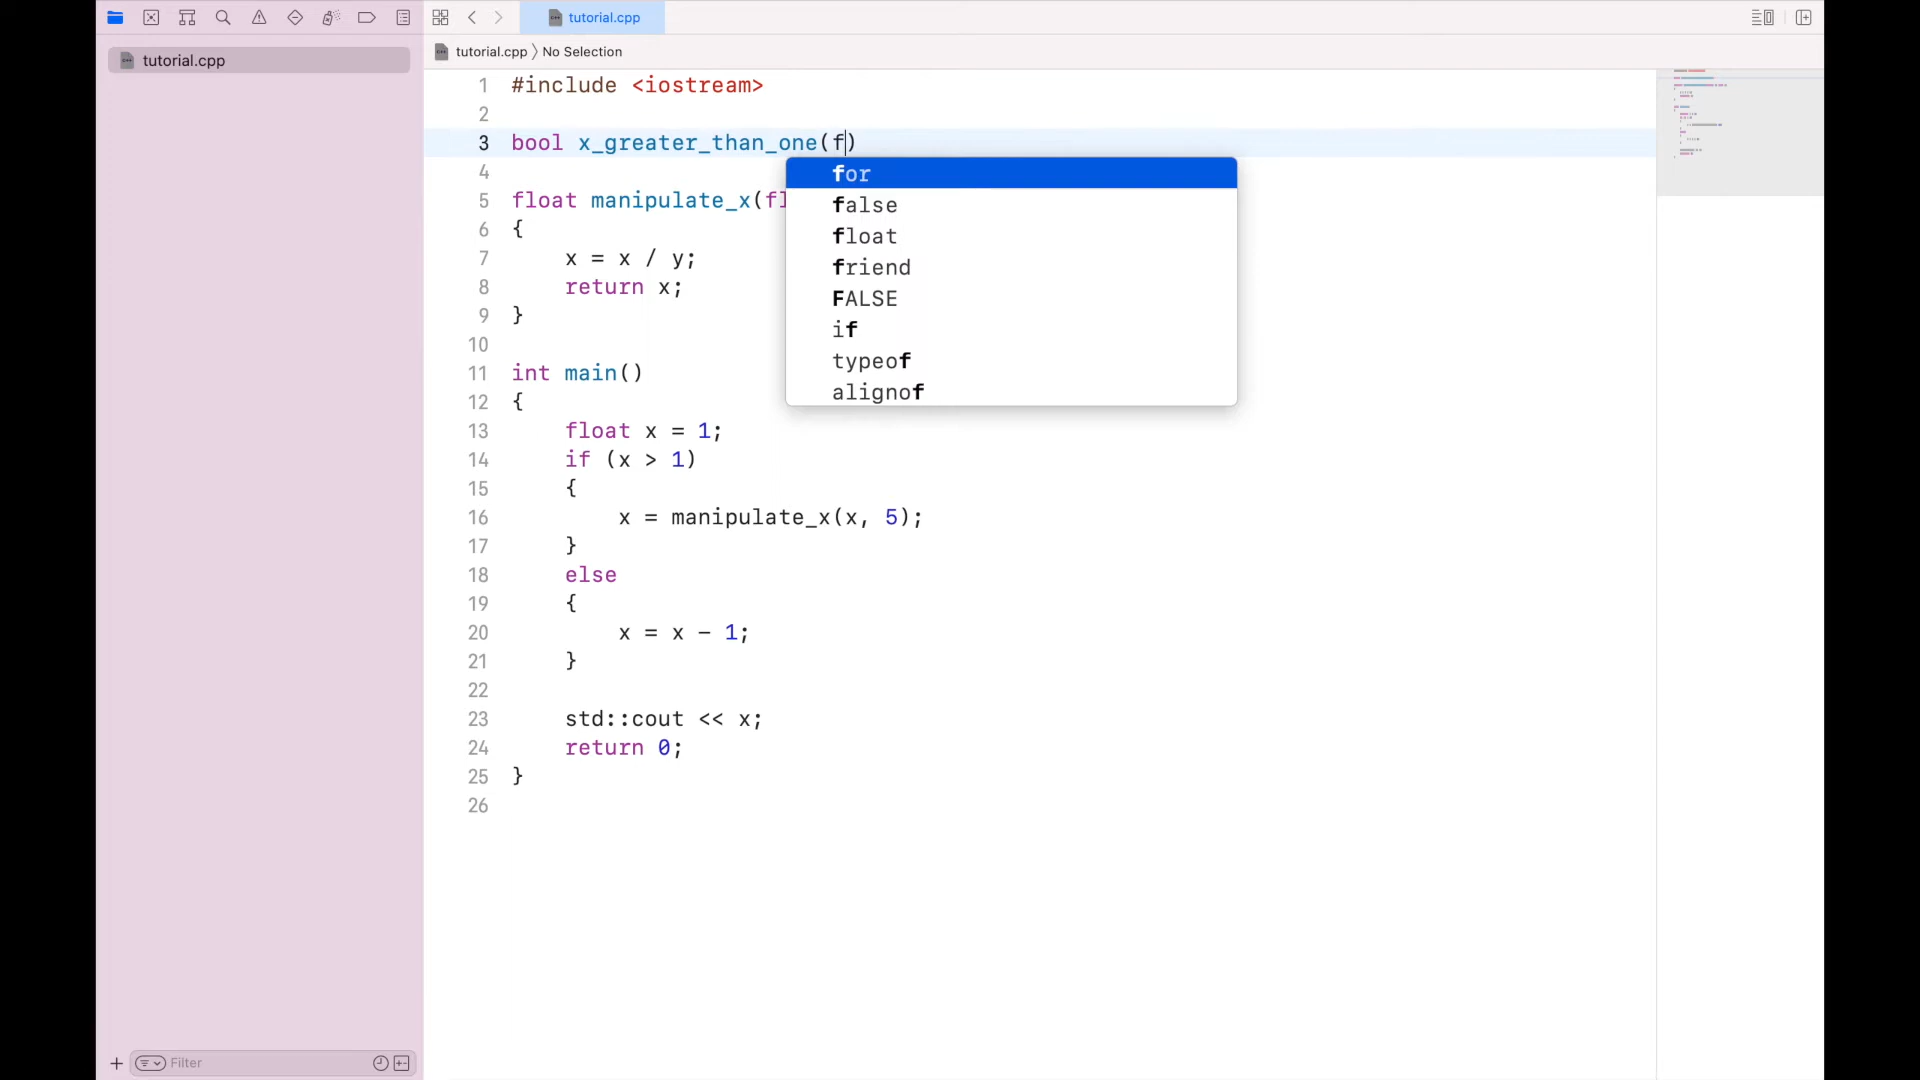 tutorial.cpp
tutorial.cpp
tutorial.cpp 〉 No Selection
1 #include <iostream>
2
3 bool x_greater_than_one(f)
for
false
float
friend
FALSE
if
typeof
alignof
4
5 float manipulate_x(fl
6 {
7 x = x / y;
8 return x;
9 }
10
11 int main()
12 {
13 float x = 1;
14 if (x > 1)
15 {
16 x = manipulate_x(x, 5);
17 }
18 else
19 {
20 x = x - 1;
21 }
22
23 std::cout << x;
24 return 0;
25 }
26
Filter